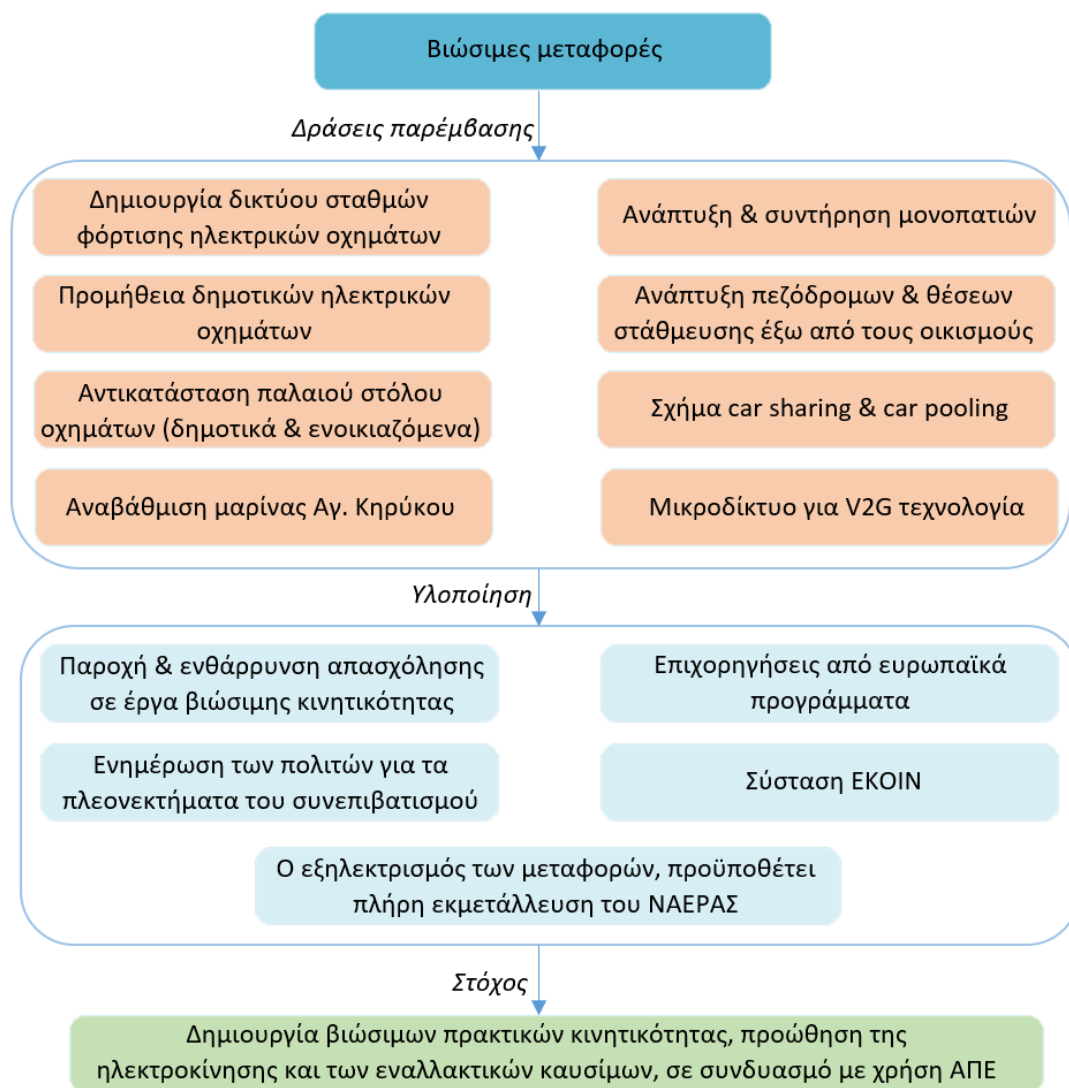 Βιώσιμες μεταφορές
Δράσεις παρέμβασης
Δημιουργία δικτύου σταθμών
φόρτισης ηλεκτρικών οχημάτων
Ανάπτυξη & συντήρηση μονοπατιών
Προμήθεια δημοτικών ηλεκτρικών
οχημάτων
Ανάπτυξη πεζόδρομων & θέσεων
στάθμευσης έξω από τους οικισμούς
Αντικατάσταση παλαιού στόλου
οχημάτων (δημοτικά & ενοικιαζόμενα)
Σχήμα car sharing & car pooling
Αναβάθμιση μαρίνας Αγ. Κηρύκου
Μικροδίκτυο για V2G τεχνολογία
Υλοποίηση
Παροχή & ενθάρρυνση απασχόλησης
σε έργα βιώσιμης κινητικότητας
Επιχορηγήσεις από ευρωπαϊκά
προγράμματα
Ενημέρωση των πολιτών για τα
πλεονεκτήματα του συνεπιβατισμού
Σύσταση ΕΚΟΙΝ
Ο εξηλεκτρισμός των μεταφορών, προϋποθέτει
πλήρη εκμετάλλευση του ΝΑΕΡΑΣ
Στόχος
Δημιουργία βιώσιμων πρακτικών κινητικότητας, προώθηση της
ηλεκτροκίνησης και των εναλλακτικών καυσίμων, σε συνδυασμό με χρήση ΑΠΕ